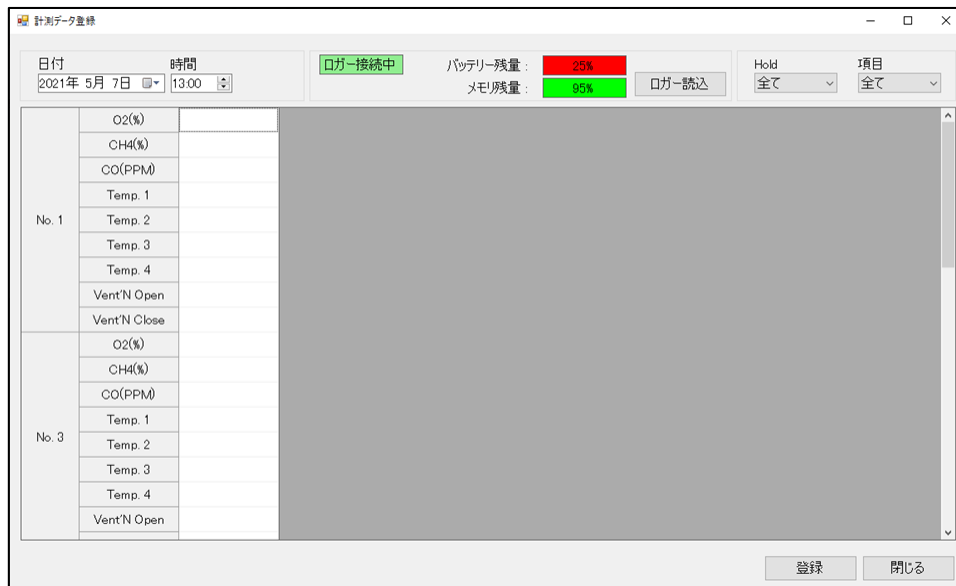 計測データ登録
日付 時間
2021年 5月 7日 13:00
ロガー接続中
バッテリー残量 : 25%
メモリ残量 : 95%
ロガー読込
Hold 項目
全て 全て
No. 1
O2(%)
CH4(%)
CO(PPM)
Temp. 1
Temp. 2
Temp. 3
Temp. 4
Vent'N Open
Vent'N Close
No. 3
O2(%)
CH4(%)
CO(PPM)
Temp. 1
Temp. 2
Temp. 3
Temp. 4
Vent'N Open
登録 閉じる